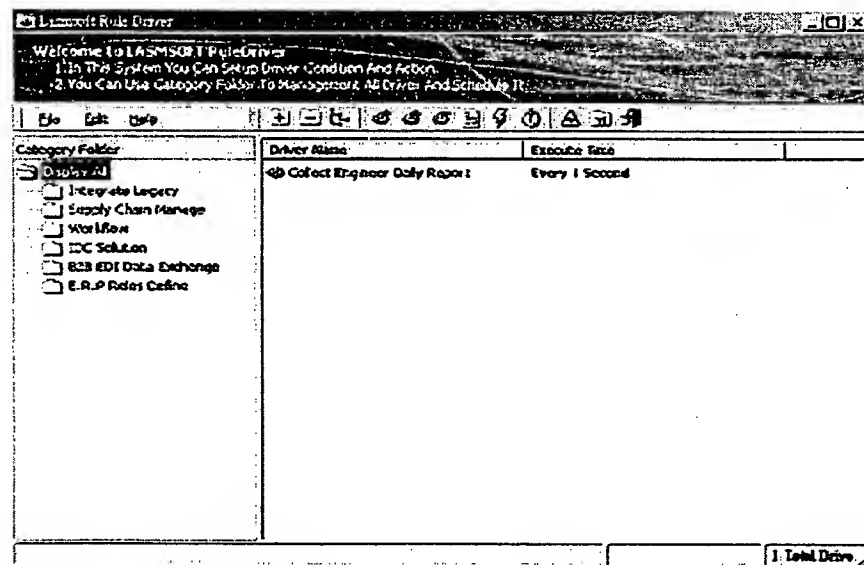 Lasmsoft Rule Driver
Welcome to LASMSOFT RuleDriver
1.In This System You Can Setup Driver Condition And Action.
2.You Can Use Category Folder To Management All Driver And Schedule It.
File Edit Help
Category Folder
Driver Name Execute Time
Display All
Collect Engineer Daily Report Every 1 Second
Integrate Legacy
Supply Chain Manage
Workflow
IDC Solution
B2B EDI Data Exchange
E.R.P Rules Define
1 Total Drive